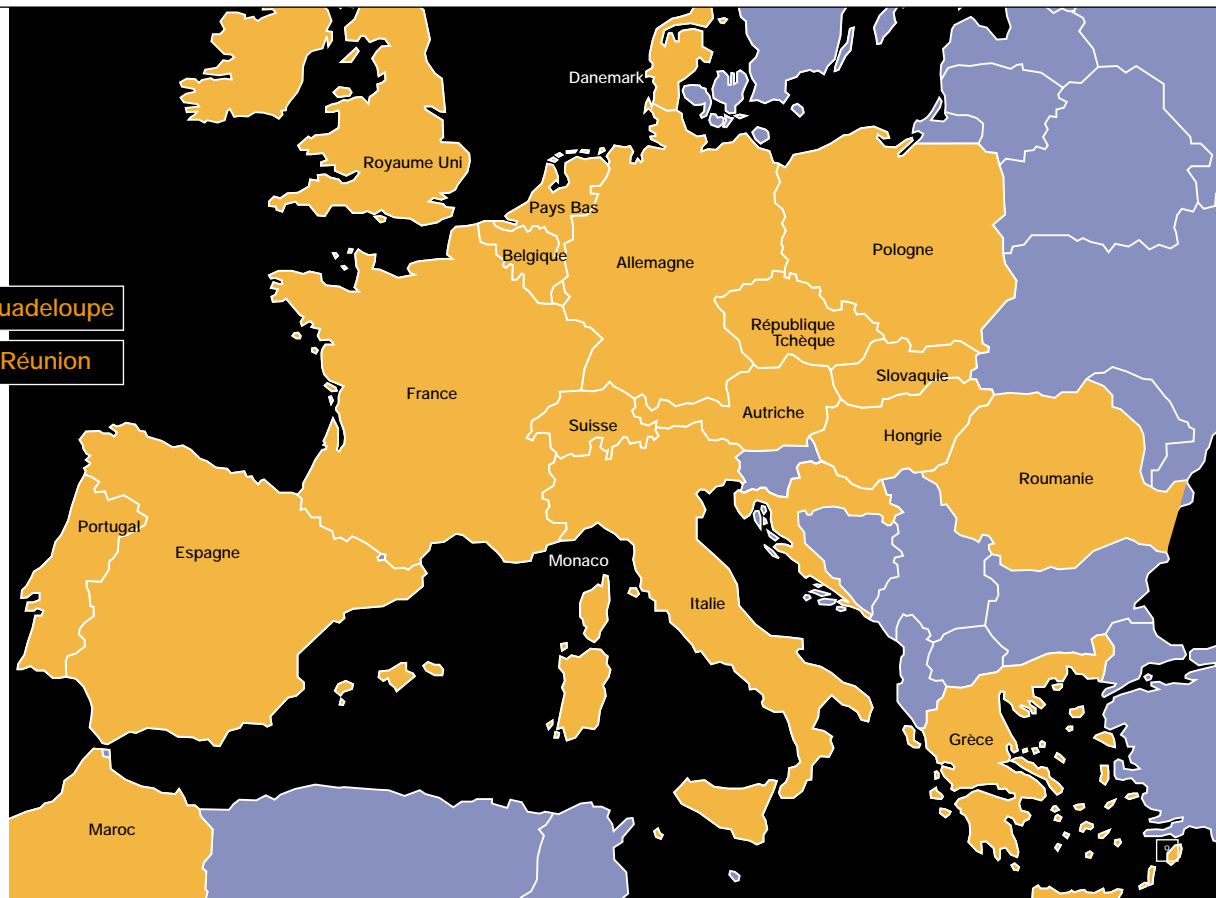 Danemark
Royaume Uni
Pays Bas
Belgique
Allemagne
Pologne
uadeloupe
Réunion
République
Tchèque
Slovaquie
France
Autriche
Suisse
Hongrie
Roumanie
Portugal
Espagne
Monaco
Italie
Grèce
Maroc